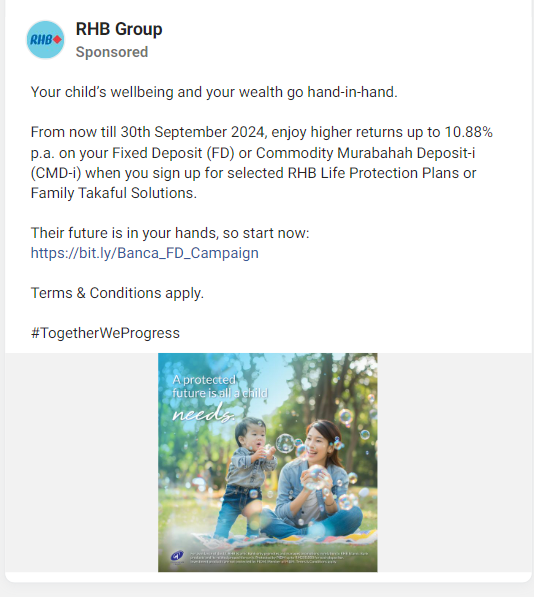 RHB
RHB Group
Sponsored
Your child's wellbeing and your wealth go hand-in-hand.
From now till 30th September 2024, enjoy higher returns up to 10.88%
p.a. on your Fixed Deposit (FD) or Commodity Murabahah Deposit-i
(CMD-i) when you sign up for selected RHB Life Protection Plans or
Family Takaful Solutions.
Their future is in your hands, so start now:
https://bit.ly/Banca_FD_Campaign
Terms & Conditions apply.
#TogetherWeProgress
A protected
future is all a child
needs.